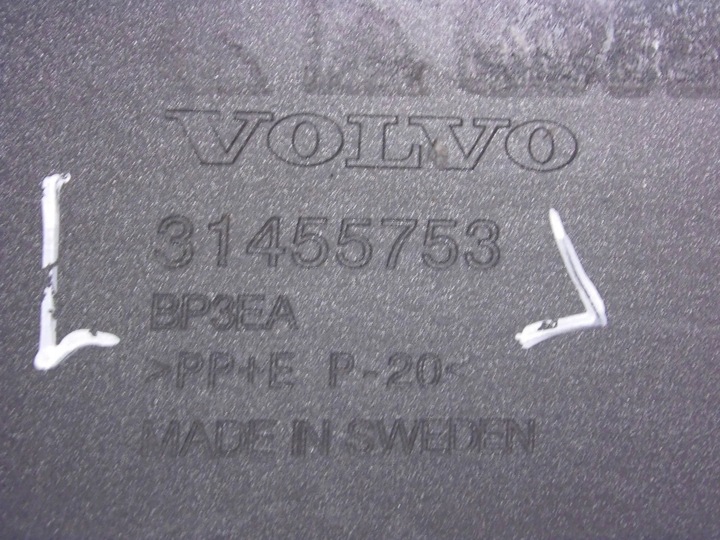 VOLVO
31455753
BP3EA
>PP+E P-20<
MADE IN SWEDEN